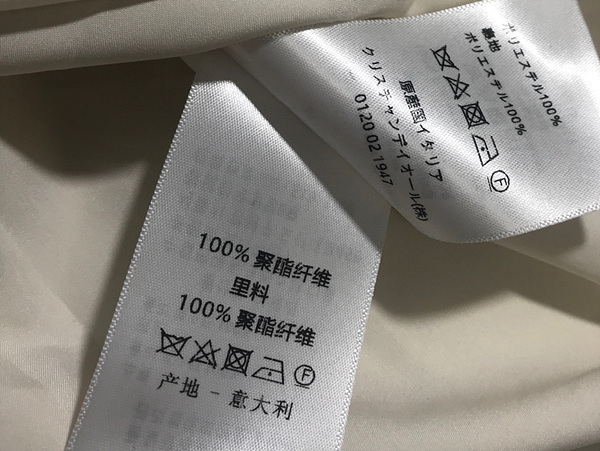 100% 聚酯纤维
里料
100% 聚酯纤维
F
产地 - 意大利
ポリエステル100%
裏地
ポリエステル100%
F
原産国イタリア
クリスチャンディオール(株)
0120 02 1947